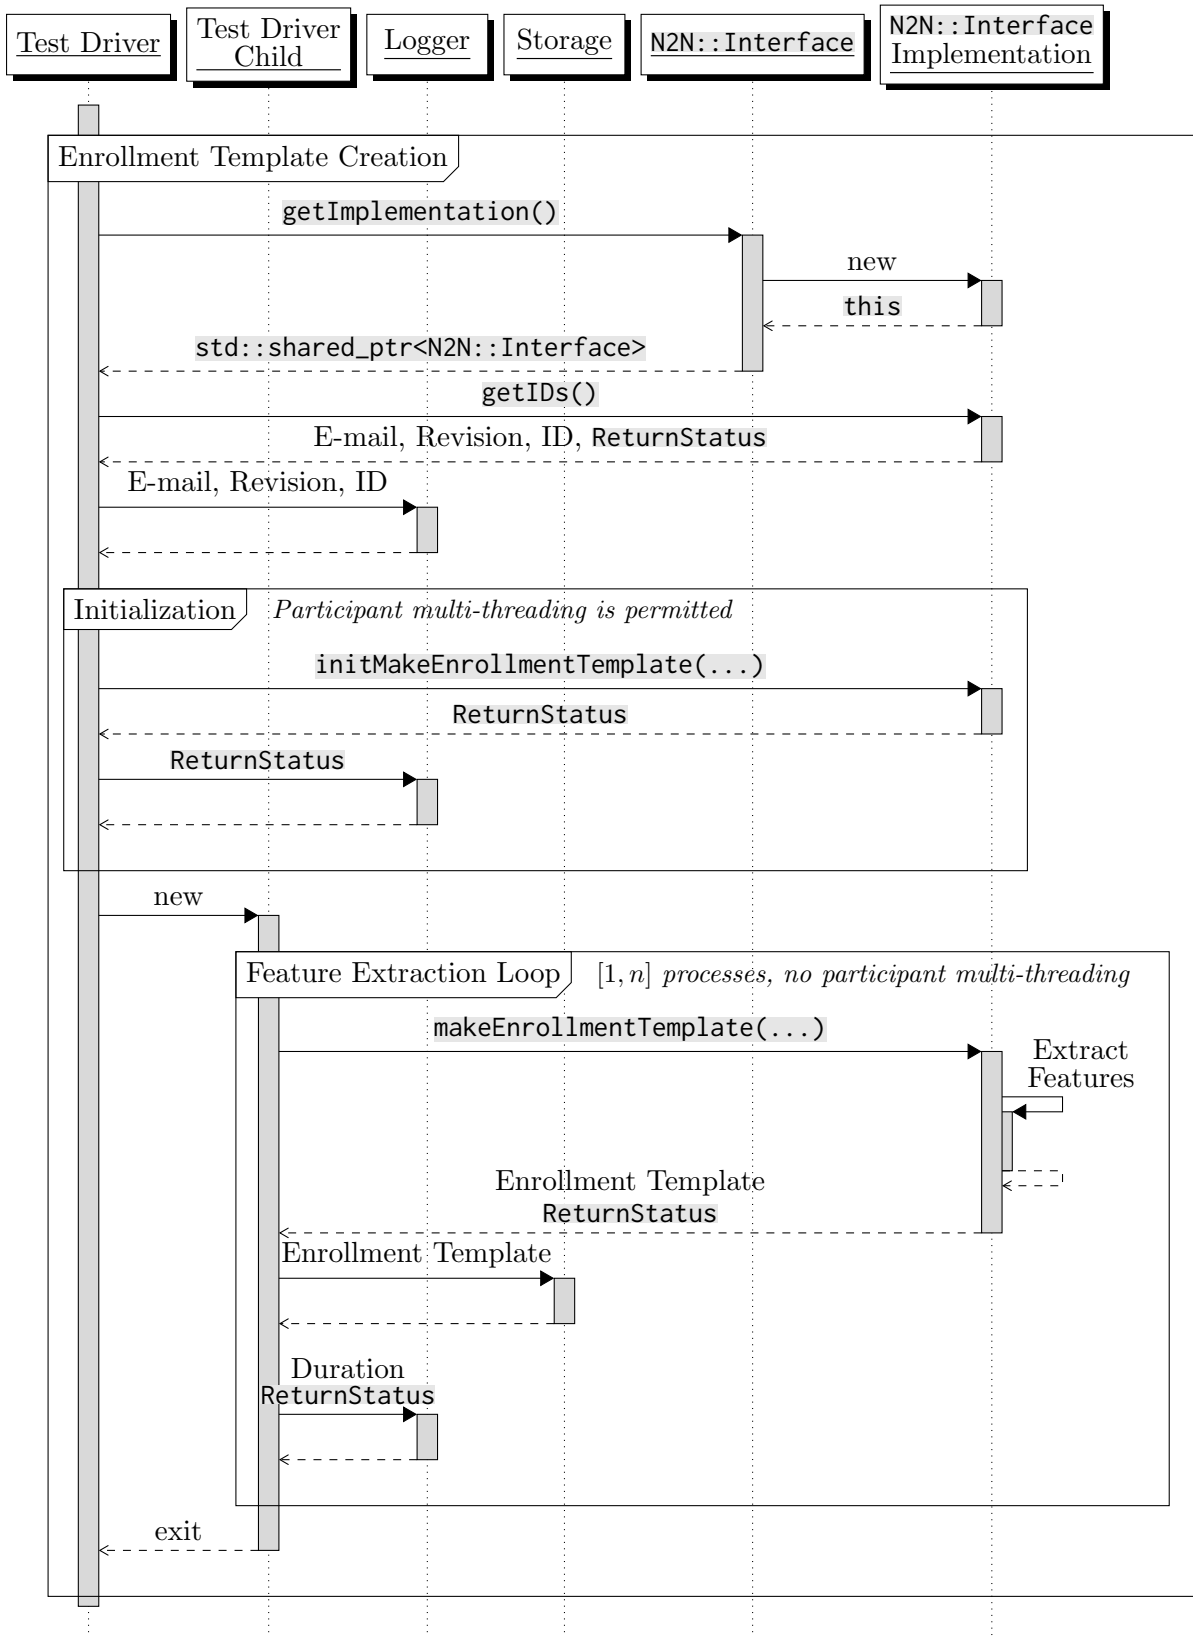 Test Driver
Test Driver
Child
Logger
Storage
N2N::Interface
N2N::Interface
Implementation
Enrollment Template Creation
getImplementation()
new
this
std::shared_ptr<N2N::Interface>
getIDs()
E-mail, Revision, ID, ReturnStatus
E-mail, Revision, ID
Initialization
Participant multi-threading is permitted
initMakeEnrollmentTemplate(...)
ReturnStatus
ReturnStatus
new
Feature Extraction Loop
[1, n] processes, no participant multi-threading
makeEnrollmentTemplate(...)
Extract
Features
Enrollment Template
ReturnStatus
Enrollment Template
Duration
ReturnStatus
exit